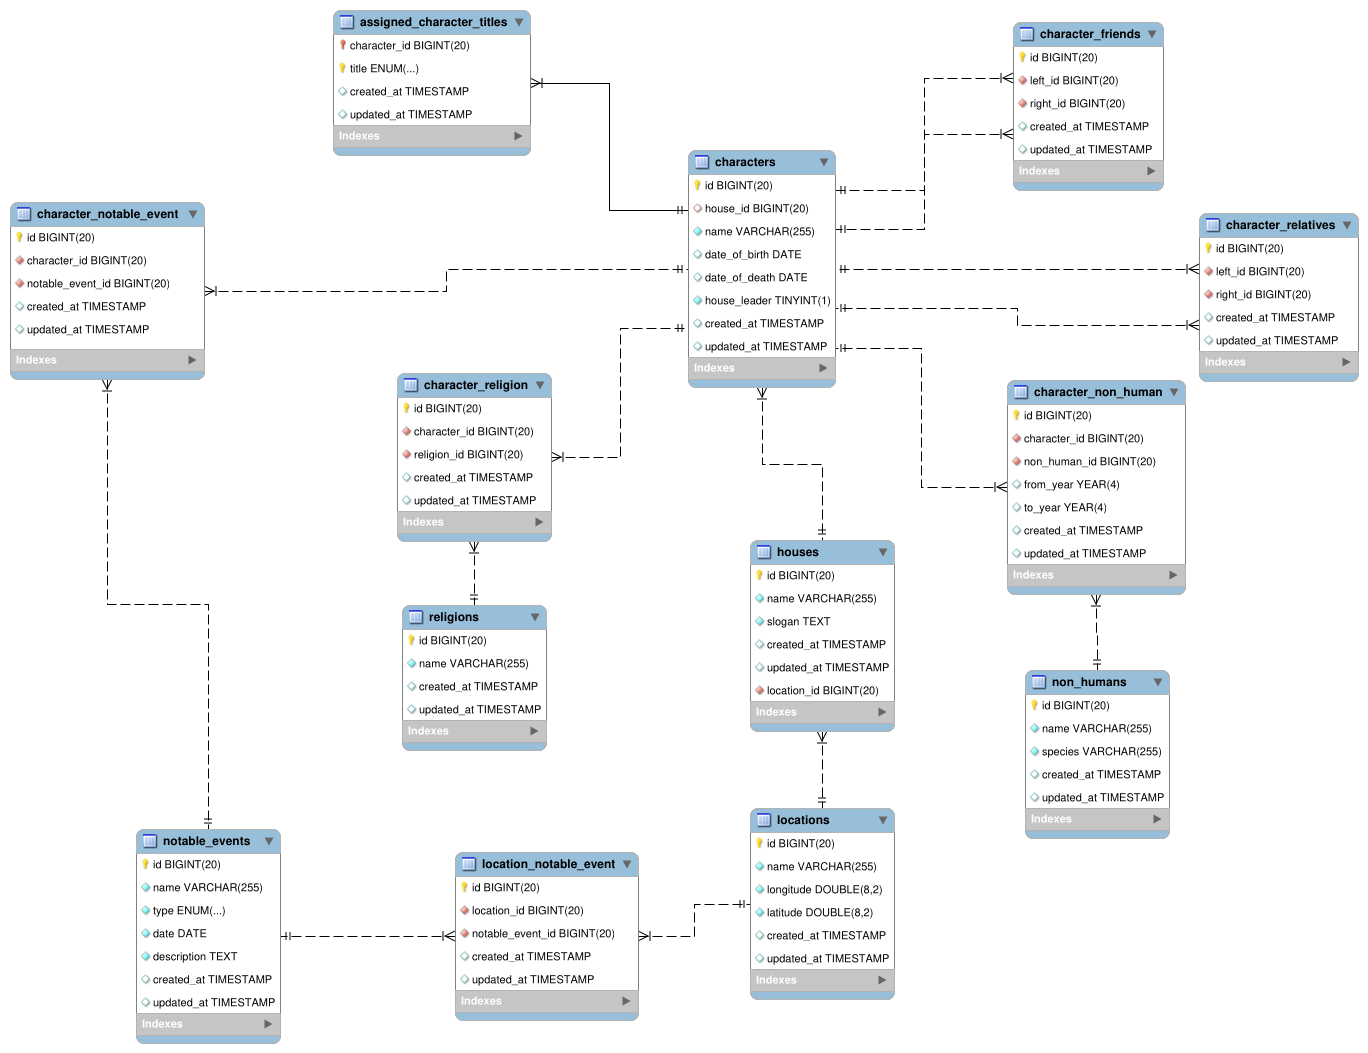 assigned_character_titles
character_id BIGINT(20)
title ENUM(...)
created_at TIMESTAMP
updated_at TIMESTAMP
Indexes
character_friends
id BIGINT(20)
left_id BIGINT(20)
right_id BIGINT(20)
created_at TIMESTAMP
updated_at TIMESTAMP
Indexes
characters
id BIGINT(20)
house_id BIGINT(20)
name VARCHAR(255)
date_of_birth DATE
date_of_death DATE
house_leader TINYINT(1)
created_at TIMESTAMP
updated_at TIMESTAMP
Indexes
character_notable_event
id BIGINT(20)
character_id BIGINT(20)
notable_event_id BIGINT(20)
created_at TIMESTAMP
updated_at TIMESTAMP
Indexes
character_relatives
id BIGINT(20)
left_id BIGINT(20)
right_id BIGINT(20)
created_at TIMESTAMP
updated_at TIMESTAMP
Indexes
character_religion
id BIGINT(20)
character_id BIGINT(20)
religion_id BIGINT(20)
created_at TIMESTAMP
updated_at TIMESTAMP
Indexes
character_non_human
id BIGINT(20)
character_id BIGINT(20)
non_human_id BIGINT(20)
from_year YEAR(4)
to_year YEAR(4)
created_at TIMESTAMP
updated_at TIMESTAMP
Indexes
houses
id BIGINT(20)
name VARCHAR(255)
slogan TEXT
created_at TIMESTAMP
updated_at TIMESTAMP
location_id BIGINT(20)
Indexes
religions
id BIGINT(20)
name VARCHAR(255)
created_at TIMESTAMP
updated_at TIMESTAMP
Indexes
non_humans
id BIGINT(20)
name VARCHAR(255)
species VARCHAR(255)
created_at TIMESTAMP
updated_at TIMESTAMP
Indexes
notable_events
id BIGINT(20)
name VARCHAR(255)
type ENUM(...)
date DATE
description TEXT
created_at TIMESTAMP
updated_at TIMESTAMP
Indexes
location_notable_event
id BIGINT(20)
location_id BIGINT(20)
notable_event_id BIGINT(20)
created_at TIMESTAMP
updated_at TIMESTAMP
Indexes
locations
id BIGINT(20)
name VARCHAR(255)
longitude DOUBLE(8,2)
latitude DOUBLE(8,2)
created_at TIMESTAMP
updated_at TIMESTAMP
Indexes